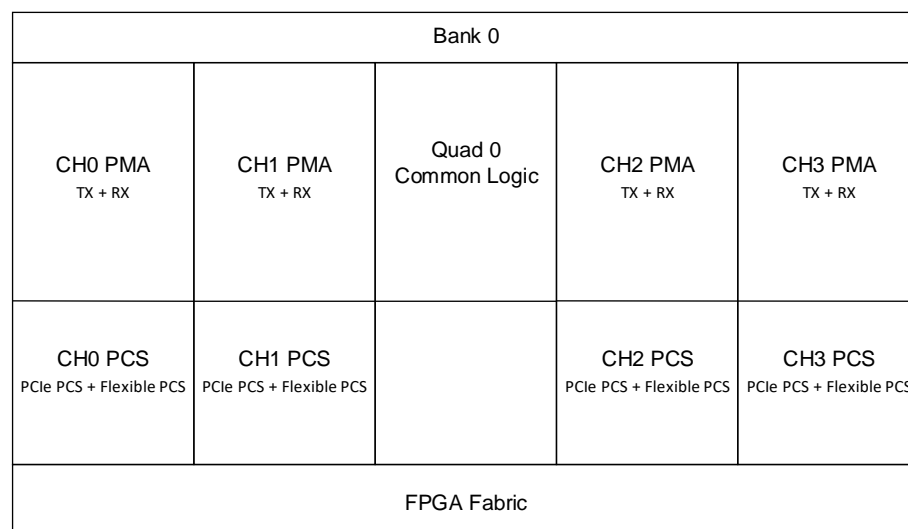 Bank 0
CH0 PMA
TX + RX
CH1 PMA
TX + RX
Quad 0
Common Logic
CH2 PMA
TX + RX
CH3 PMA
TX + RX
CH0 PCS
PCIe PCS + Flexible PCS
CH1 PCS
PCIe PCS + Flexible PCS
CH2 PCS
PCIe PCS + Flexible PCS
CH3 PCS
PCIe PCS + Flexible PCS
FPGA Fabric